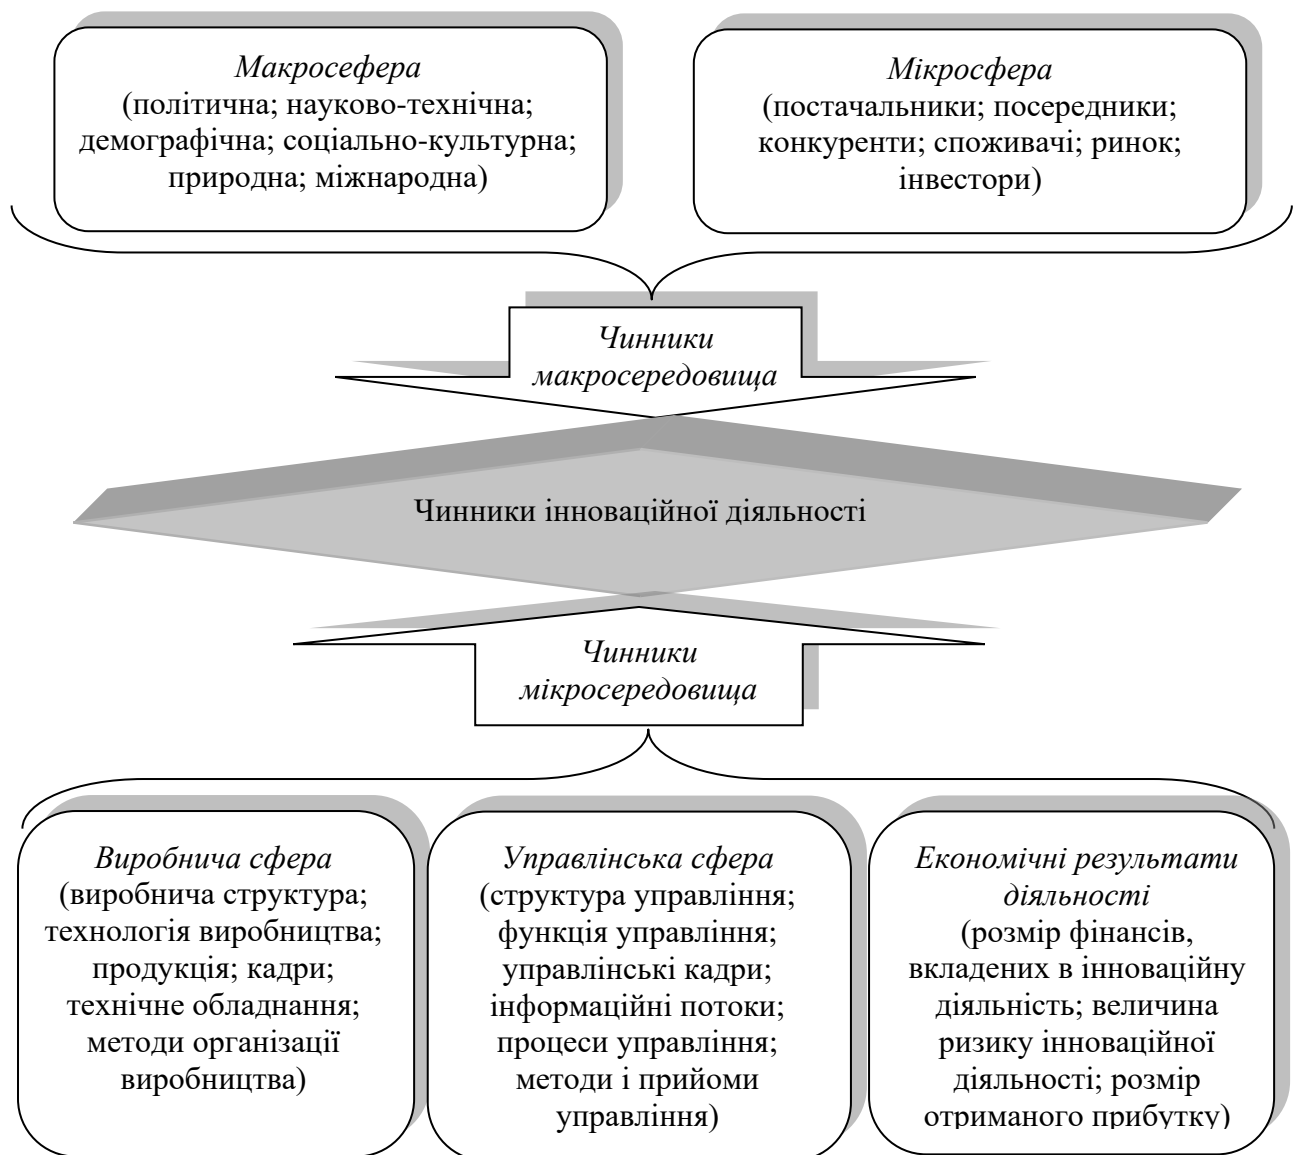 Макросефера
(політична; науково-технічна;
демографічна; соціально-культурна;
природна; міжнародна)
Мікросфера
(постачальники; посередники;
конкуренти; споживачі; ринок;
інвестори)
Чинники
макросередовища
Чинники інноваційної діяльності
Чинники
мікросередовища
Виробнича сфера
(виробнича структура;
технологія виробництва;
продукція; кадри;
технічне обладнання;
методи організації
виробництва)
Управлінська сфера
(структура управління;
функція управління;
управлінські кадри;
інформаційні потоки;
процеси управління;
методи і прийоми
управління)
Економічні результати
діяльності
(розмір фінансів,
вкладених в інноваційну
діяльність; величина
ризику інноваційної
діяльності; розмір
отриманого прибутку)